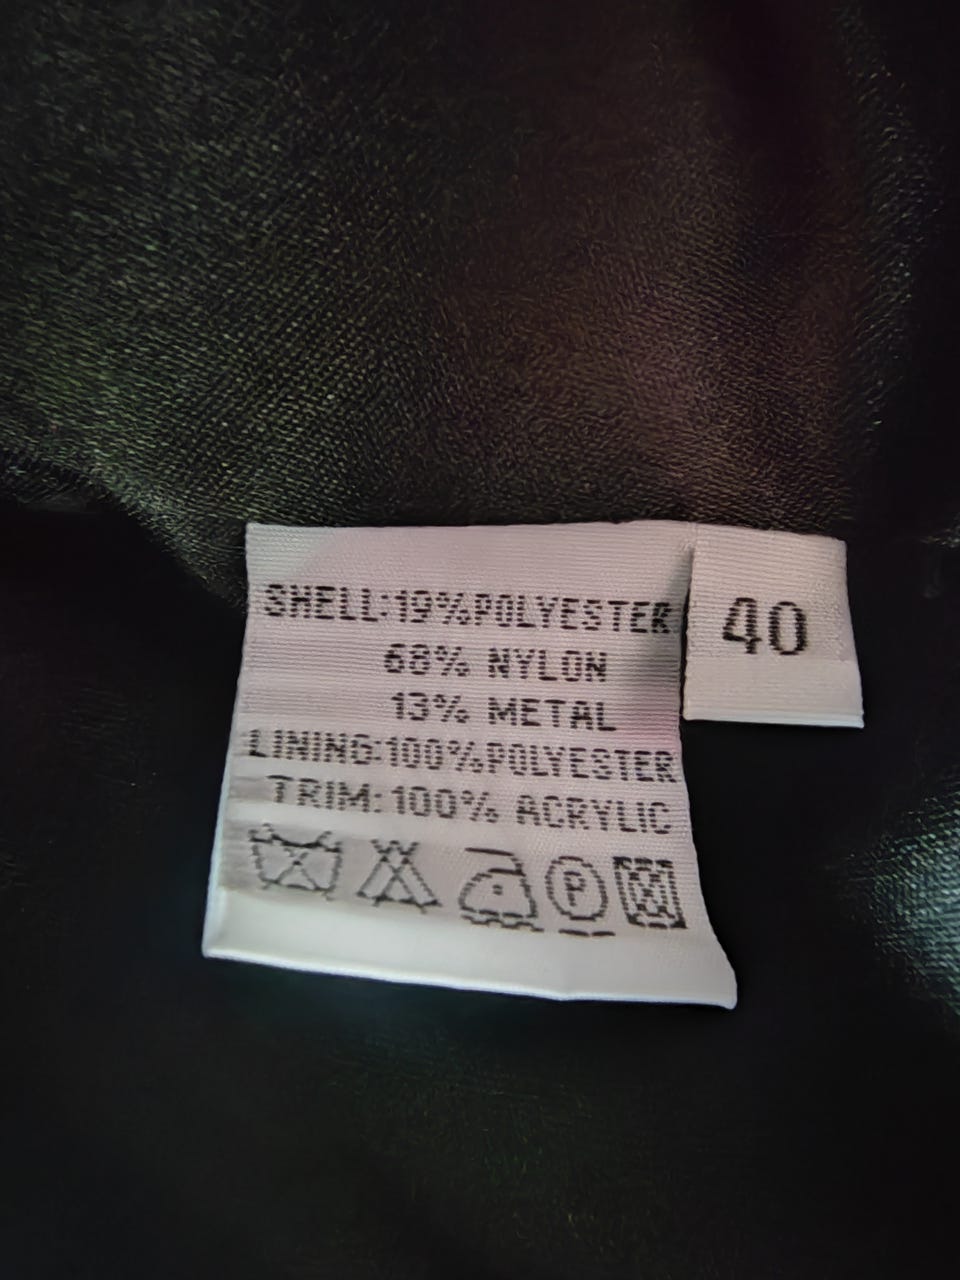 SHELL:19%POLYESTER
68% NYLON
13% METAL
LINING:100%POLYESTER
TRIM:100% ACRYLIC
P
40